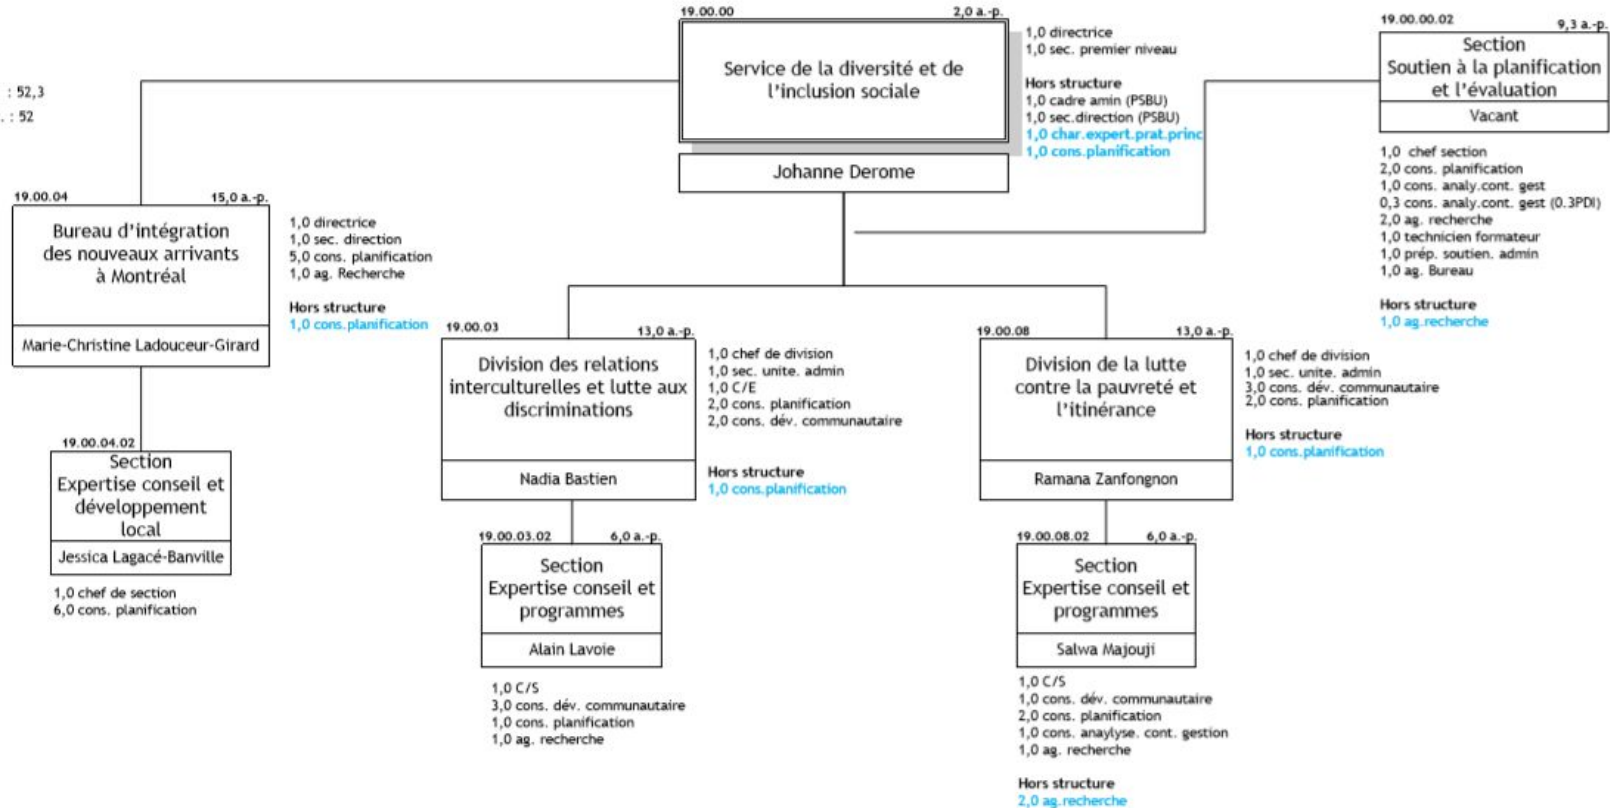 : 52,3
. : 52
19.00.00
2,0 a.-p.
Service de la diversité et de
l'inclusion sociale
Johanne Derome
1,0 directrice
1,0 sec. premier niveau
Hors structure
1,0 cadre amin (PSBU)
1,0 sec.direction (PSBU)
1,0 char.expert.prat.princ
1,0 cons.planification
19.00.00.02
9,3 a.-p.
Section
Soutien à la planification
et l'évaluation
Vacant
1,0 chef section
2,0 cons. planification
1,0 cons. analy.cont. gest
0,3 cons. analy.cont. gest (0.3PDI)
2,0 ag. recherche
1,0 technicien formateur
1,0 prép. soutien. admin
1,0 ag. Bureau
Hors structure
1,0 ag.recherche
19.00.04
15,0 a.-p.
Bureau d'intégration
des nouveaux arrivants
à Montréal
Marie-Christine Ladouceur-Girard
1,0 directrice
1,0 sec. direction
5,0 cons. planification
1,0 ag. Recherche
Hors structure
1,0 cons.planification
19.00.04.02
Section
Expertise conseil et
développement
local
Jessica Lagacé-Banville
1,0 chef de section
6,0 cons. planification
19.00.03
13,0 a.-p.
Division des relations
interculturelles et lutte aux
discriminations
Nadia Bastien
1,0 chef de division
1,0 sec. unite. admin
1,0 C/E
2,0 cons. planification
2,0 cons. dév. communautaire
Hors structure
1,0 cons.planification
19.00.03.02
6,0 a.-p.
Section
Expertise conseil et
programmes
Alain Lavoie
1,0 C/S
3,0 cons. dév. communautaire
1,0 cons. planification
1,0 ag. recherche
19.00.08
13,0 a.-p.
Division de la lutte
contre la pauvreté et
l'itinérance
Ramana Zanfongnon
1,0 chef de division
1,0 sec. unite. admin
3,0 cons. dév. communautaire
2,0 cons. planification
Hors structure
1,0 cons.planification
19.00.08.02
6,0 a.-p.
Section
Expertise conseil et
programmes
Salwa Majouji
1,0 C/S
1,0 cons. dév. communautaire
2,0 cons. planification
1,0 cons. anaylyse. cont. gestion
1,0 ag. recherche
Hors structure
2,0 ag.recherche